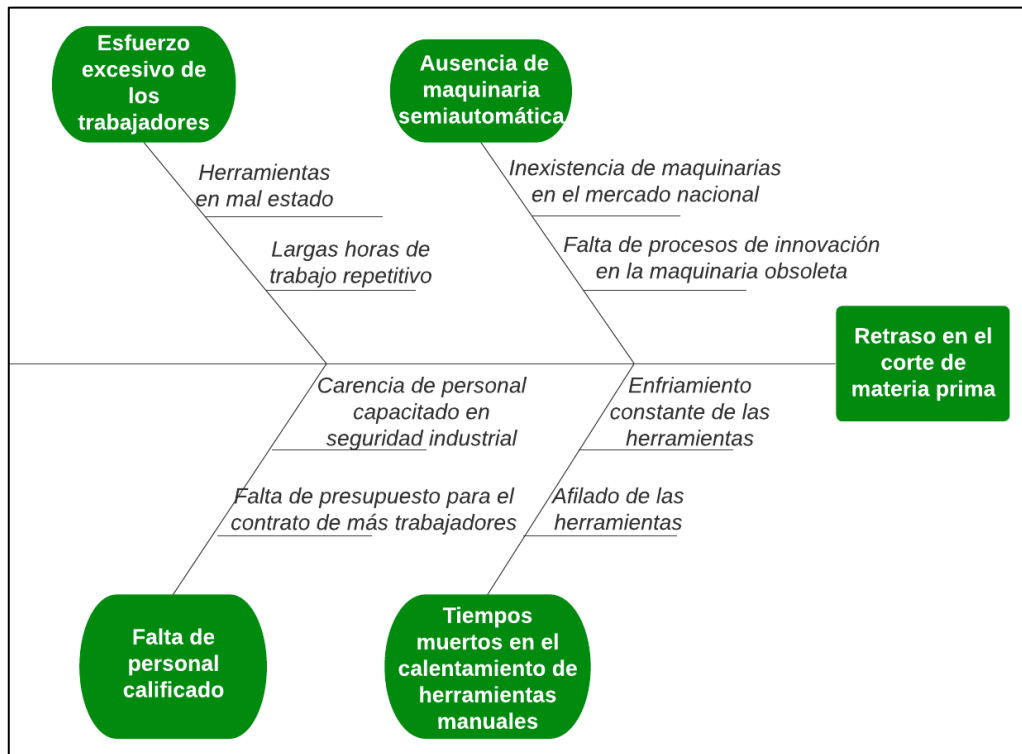 Esfuerzo
excesivo de
los
trabajadores
Ausencia de
maquinaria
semiautomática
Herramientas
en mal estado
Largas horas de
trabajo repetitivo
Inexistencia de maquinarias
en el mercado nacional
Falta de procesos de innovación
en la maquinaria obsoleta
Retraso en el
corte de
materia prima
Carencia de personal
capacitado en
seguridad industrial
Falta de presupuesto para el
contrato de más trabajadores
Enfriamiento
constante de las
herramientas
Afilado de las
herramientas
Falta de
personal
calificado
Tiempos
muertos en el
calentamiento de
herramientas
manuales